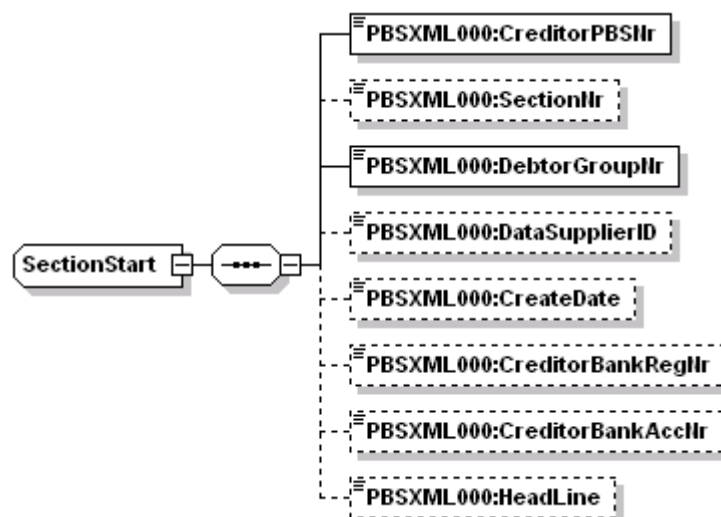 PBSXML000:CreditorPBSNr
PBSXML000:SectionNr
PBSXML000:DebtorGroupNr
PBSXML000:DataSupplierID
SectionStart
PBSXML000:CreateDate
PBSXML000:CreditorBankRegNr
PBSXML000:CreditorBankAccNr
PBSXML000:HeadLine